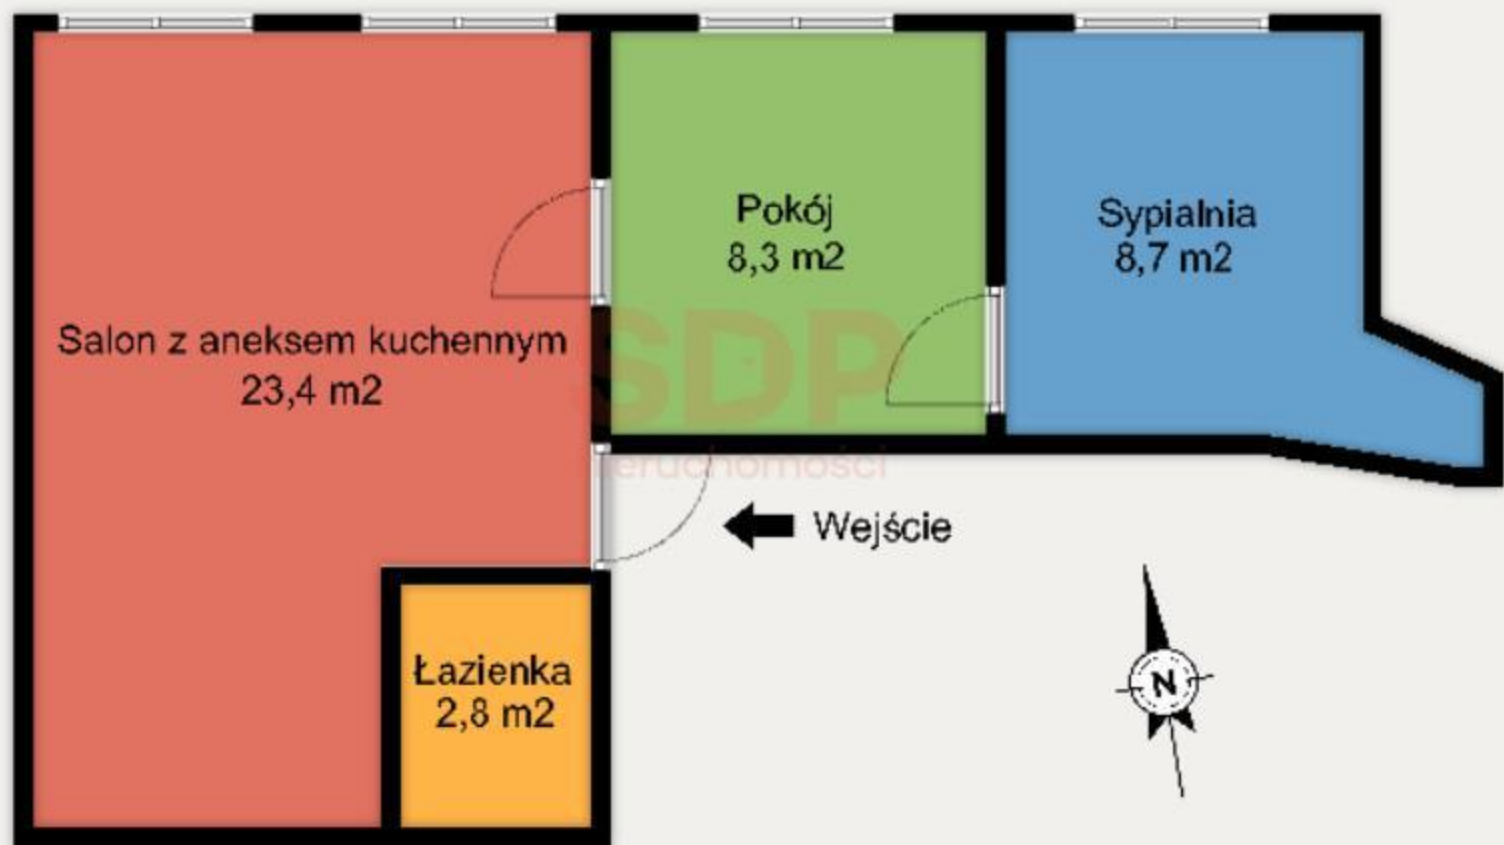 Pokój
8,3 m2
Sypialnia
8,7 m2
Salon z aneksem kuchennym
23,4 m2
SDP
nieruchomości
Wejście
Łazienka
2,8 m2
N